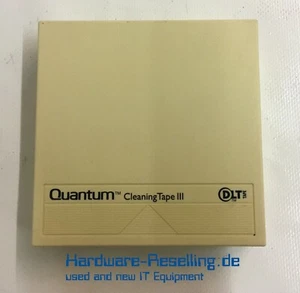 Quantum™ CleaningTape III DLT
Hardware-Reselling.de
used and new IT Equipment